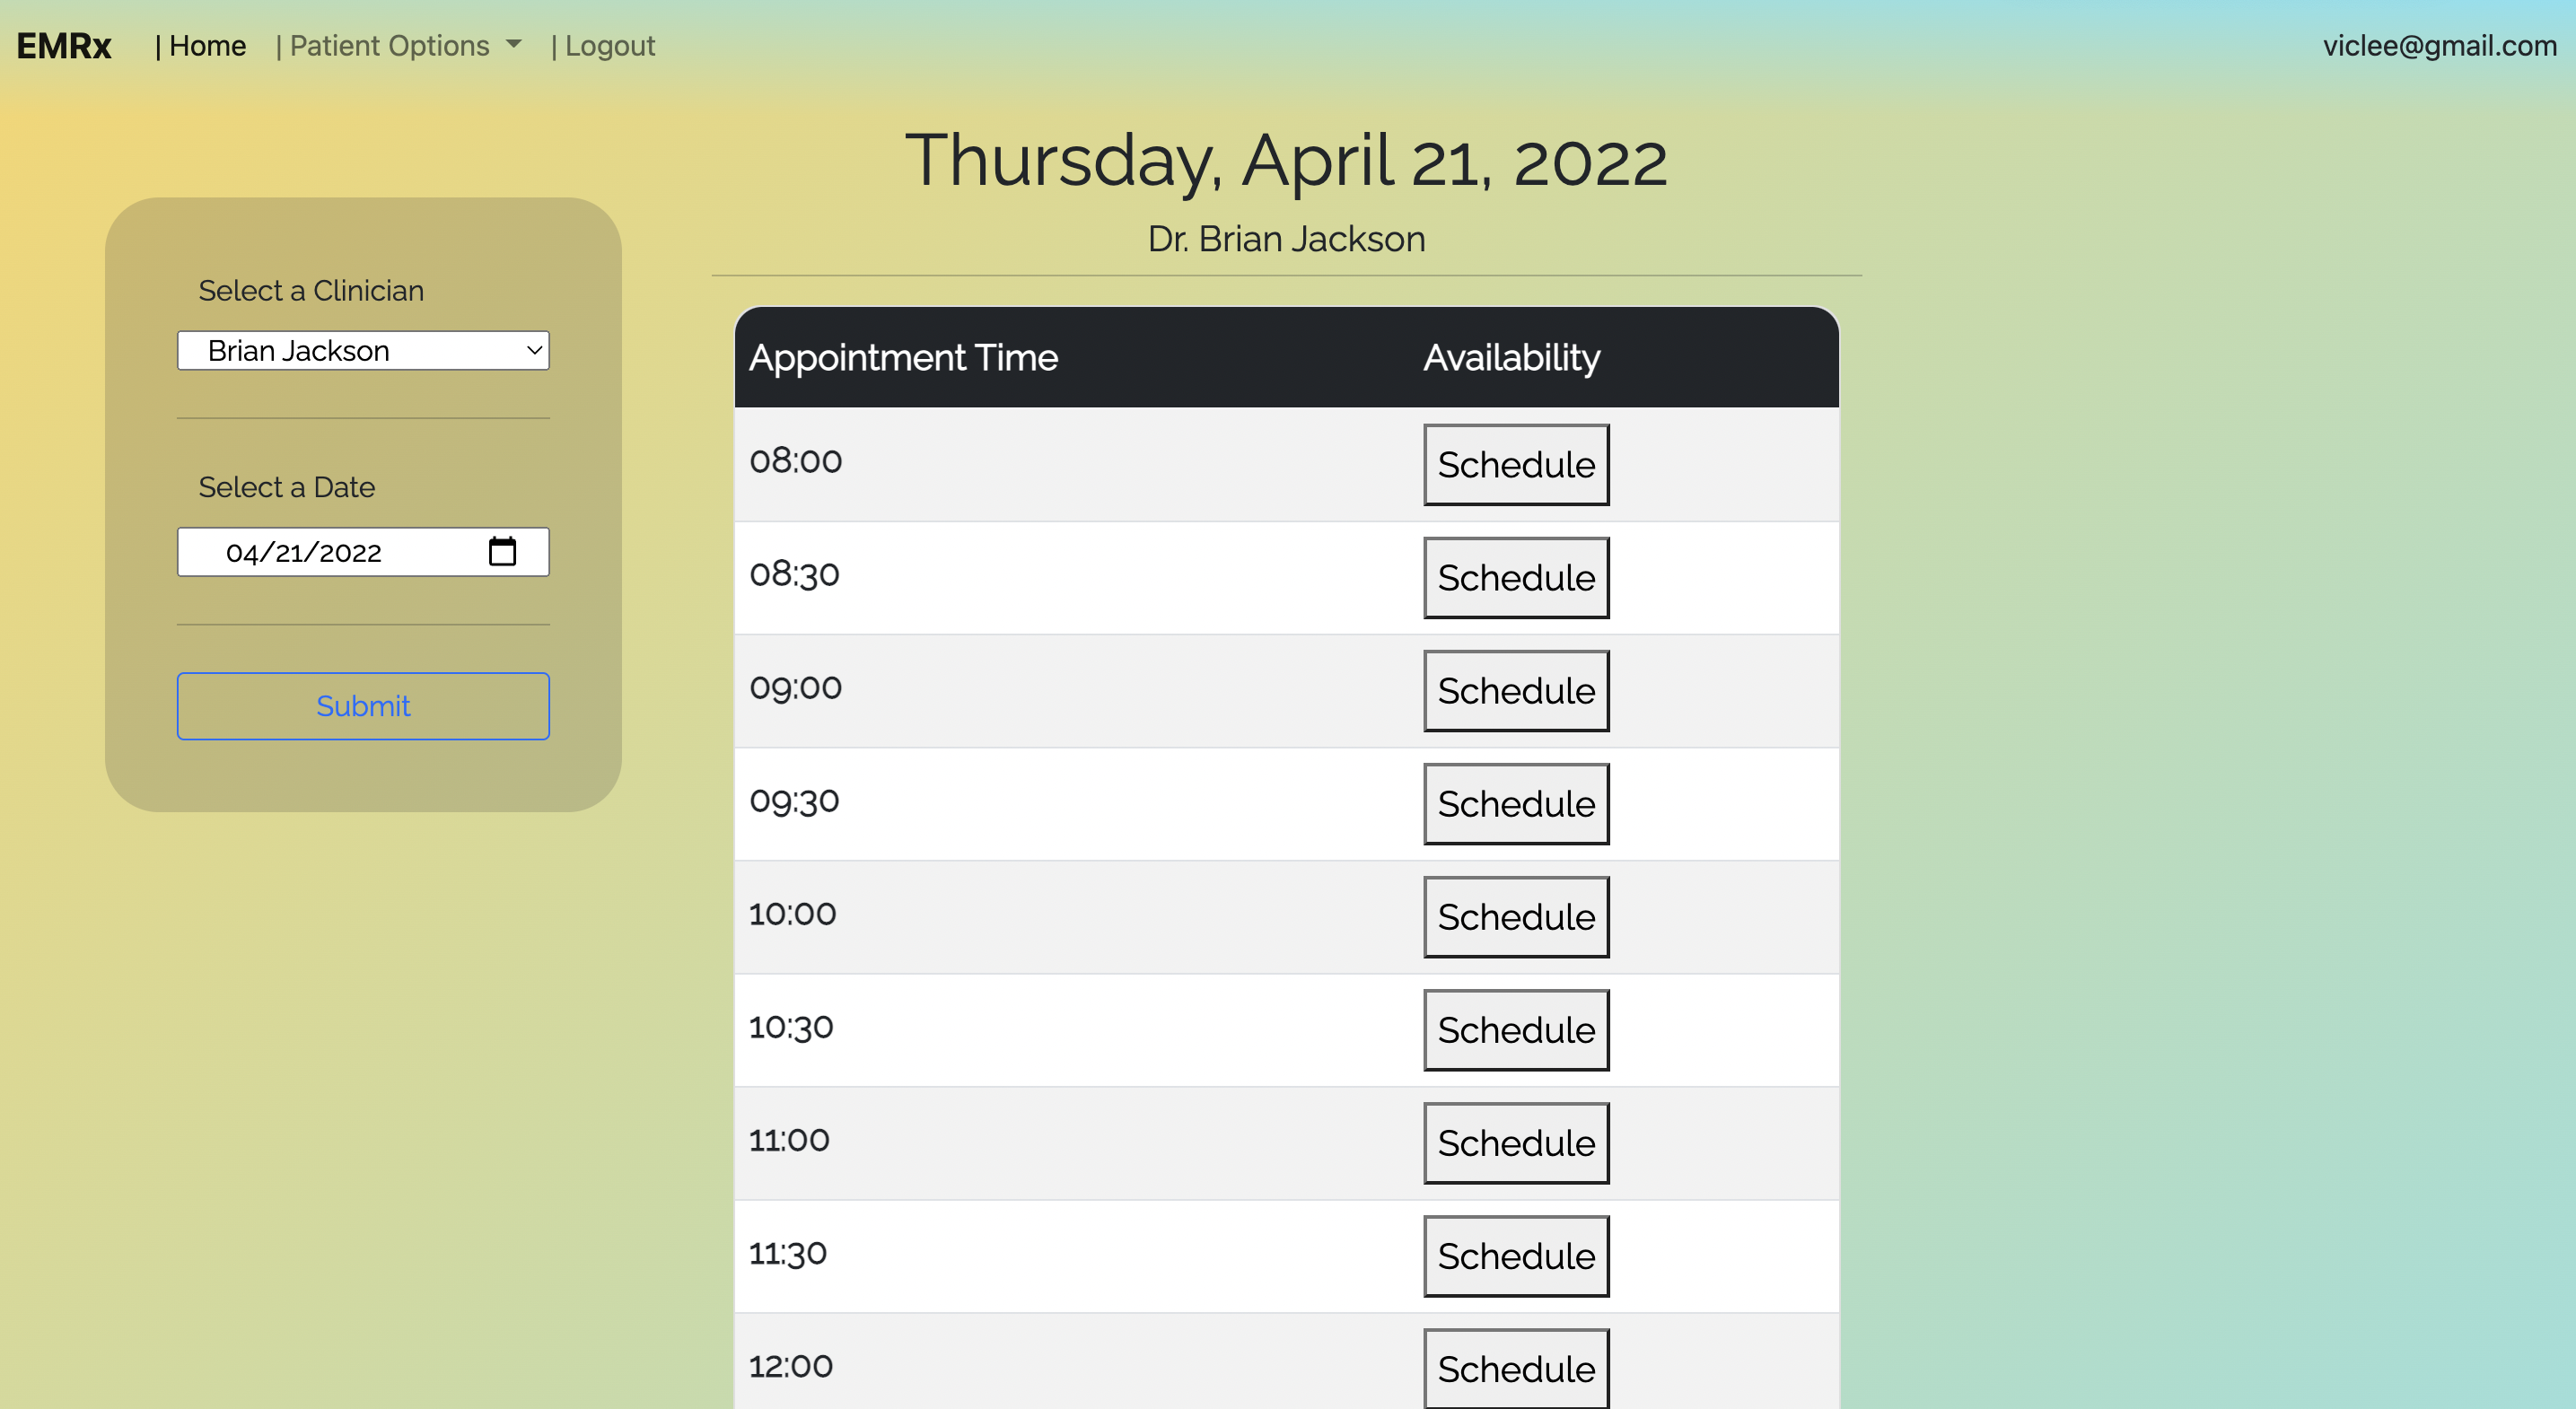 EMRx | Home | Patient Options | Logout viclee@gmail.com
Thursday, April 21, 2022
Dr. Brian Jackson
Select a Clinician
Brian Jackson
Select a Date
04/21/2022
Submit
Appointment Time Availability
08:00 Schedule
08:30 Schedule
09:00 Schedule
09:30 Schedule
10:00 Schedule
10:30 Schedule
11:00 Schedule
11:30 Schedule
12:00 Schedule